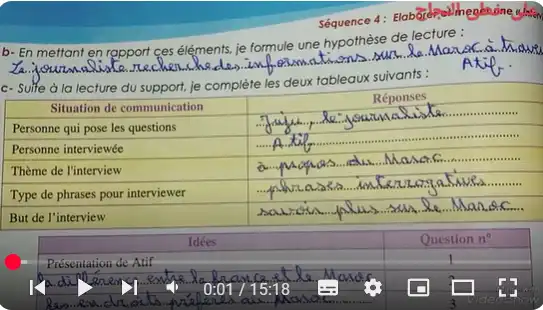 Séquence 4 : Elaborer et mener une
على خطى النجاح
b- En mettant en rapport ces éléments, je formule une hypothèse de lecture :
Le journaliste recherche des informations sur le Maroc à travers
Atif.
c- Suite à la lecture du support, je complète les deux tableaux suivants :
Situation de communication Réponses
Personne qui pose les questions Juju, le journaliste
Personne interviewée Atif
Thème de l'interview à propos du Maroc
Type de phrases pour interviewer phrases interrogatives
But de l'interview savoir plus sur le Maroc
Idées Question n°
Présentation de Atif 1
la différence entre la france et le Maroc 2
les endroits préférés au Maroc 3
0:01 / 15:18